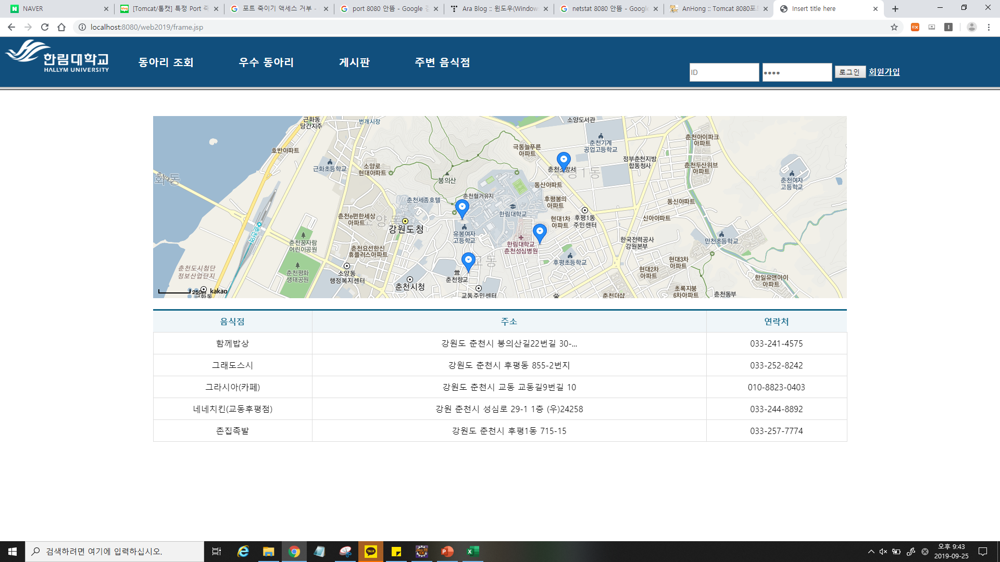 NAVER
[Tomcat/톰캣] 특정 Port 죽
포트 죽이기 액세스 거부 -
port 8080 안뜸 - Google 검
Ara Blog :: 윈도우(Window
netstat 8080 안뜸 - Google
AnHong :: Tomcat 8080포트
Insert title here
localhost:8080/web2019/frame.jsp
한림대학교
HALLYM UNIVERSITY
동아리 조회
우수 동아리
게시판
주변 음식점
ID
로그인
회원가입
근화동
당간지주
번개시장
소양도서관
춘천기계
공업고등학교
춘천아이파크
아파트
호반아파트
극동늘푸른
아파트
정부춘천지방
합동청사
춘천두산위브
아파트
근화초등학교
소양로
현대아파트
봉의산
춘천소방서
후평1동
동산아파트
춘천여자
고등학교
춘천세종호텔
춘천혈거유지
후평봉의
아파트
동신아파트
한림대학교
춘천e편한세상
아파트
소양동
강원도청
현대1차
아파트
후평1동
주민센터
신아아파트
유봉여자
고등학교
춘천역
춘천꿈자람
어린이공원
춘천요선한신
휴플러스아파트
한림대학교
춘천성심병원
한국전력공사
강원본부
만천초등학교
후평초등학교
교동
현대3차
아파트
춘천도시첨단
정보산업단지
춘천평화
생태공원
소양동
행정복지센터
춘천시청
춘천향교
현대2차
아파트
한일유앤아이
아파트
250m
kakao
근화동
교동주민센터
춘천더샵
초록지붕
6차아파트
춘천동부
음식점 주소 연락처
함께밥상 강원도 춘천시 봉의산길22번길 30-... 033-241-4575
그래도스시 강원도 춘천시 후평동 855-2번지 033-252-8242
그라시아(카페) 강원도 춘천시 교동 교동길9번길 10 010-8823-0403
네네치킨(교동후평점) 강원 춘천시 성심로 29-1 1층 (우)24258 033-244-8892
촌집족발 강원도 춘천시 후평1동 715-15 033-257-7774
검색하려면 여기에 입력하십시오.
TALK
오후 9:43
2019-09-25